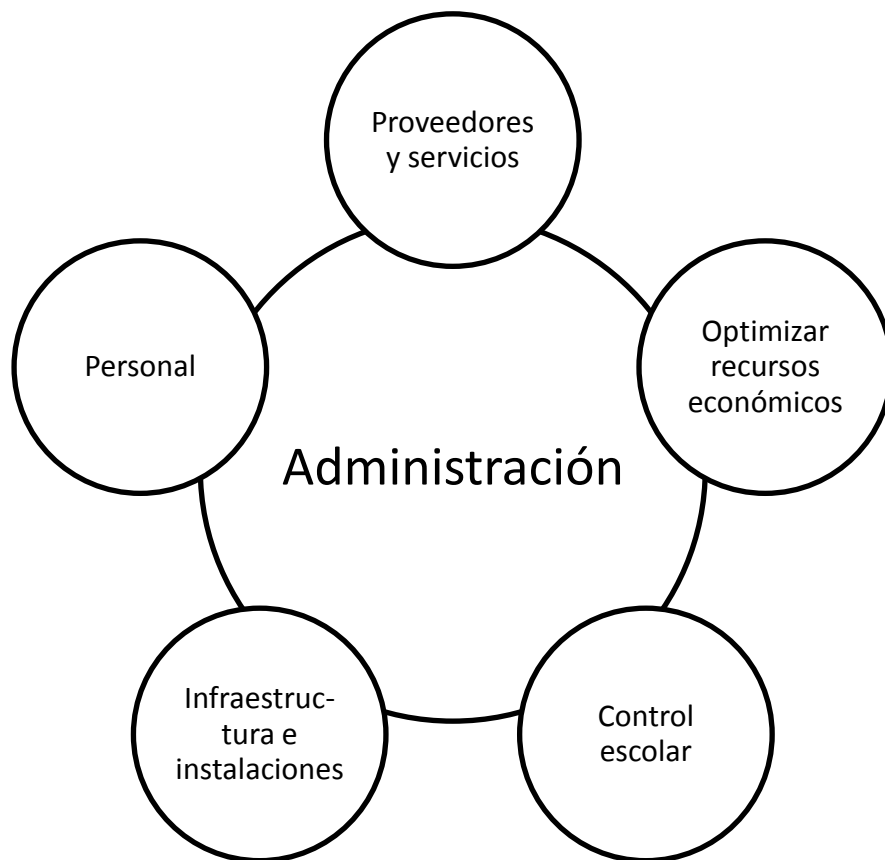 Proveedores
y servicios
Optimizar
recursos
económicos
Personal
Administración
Infraestruc-
tura e
instalaciones
Control
escolar